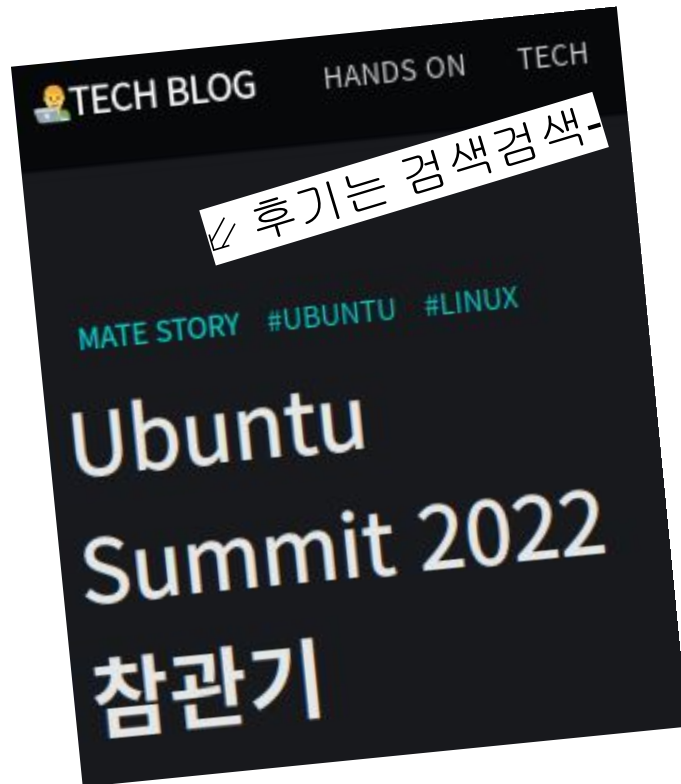 TECH BLOG HANDS ON TECH
↙ 후기는 검색검색-
MATE STORY #UBUNTU #LINUX
Ubuntu
Summit 2022
참관기